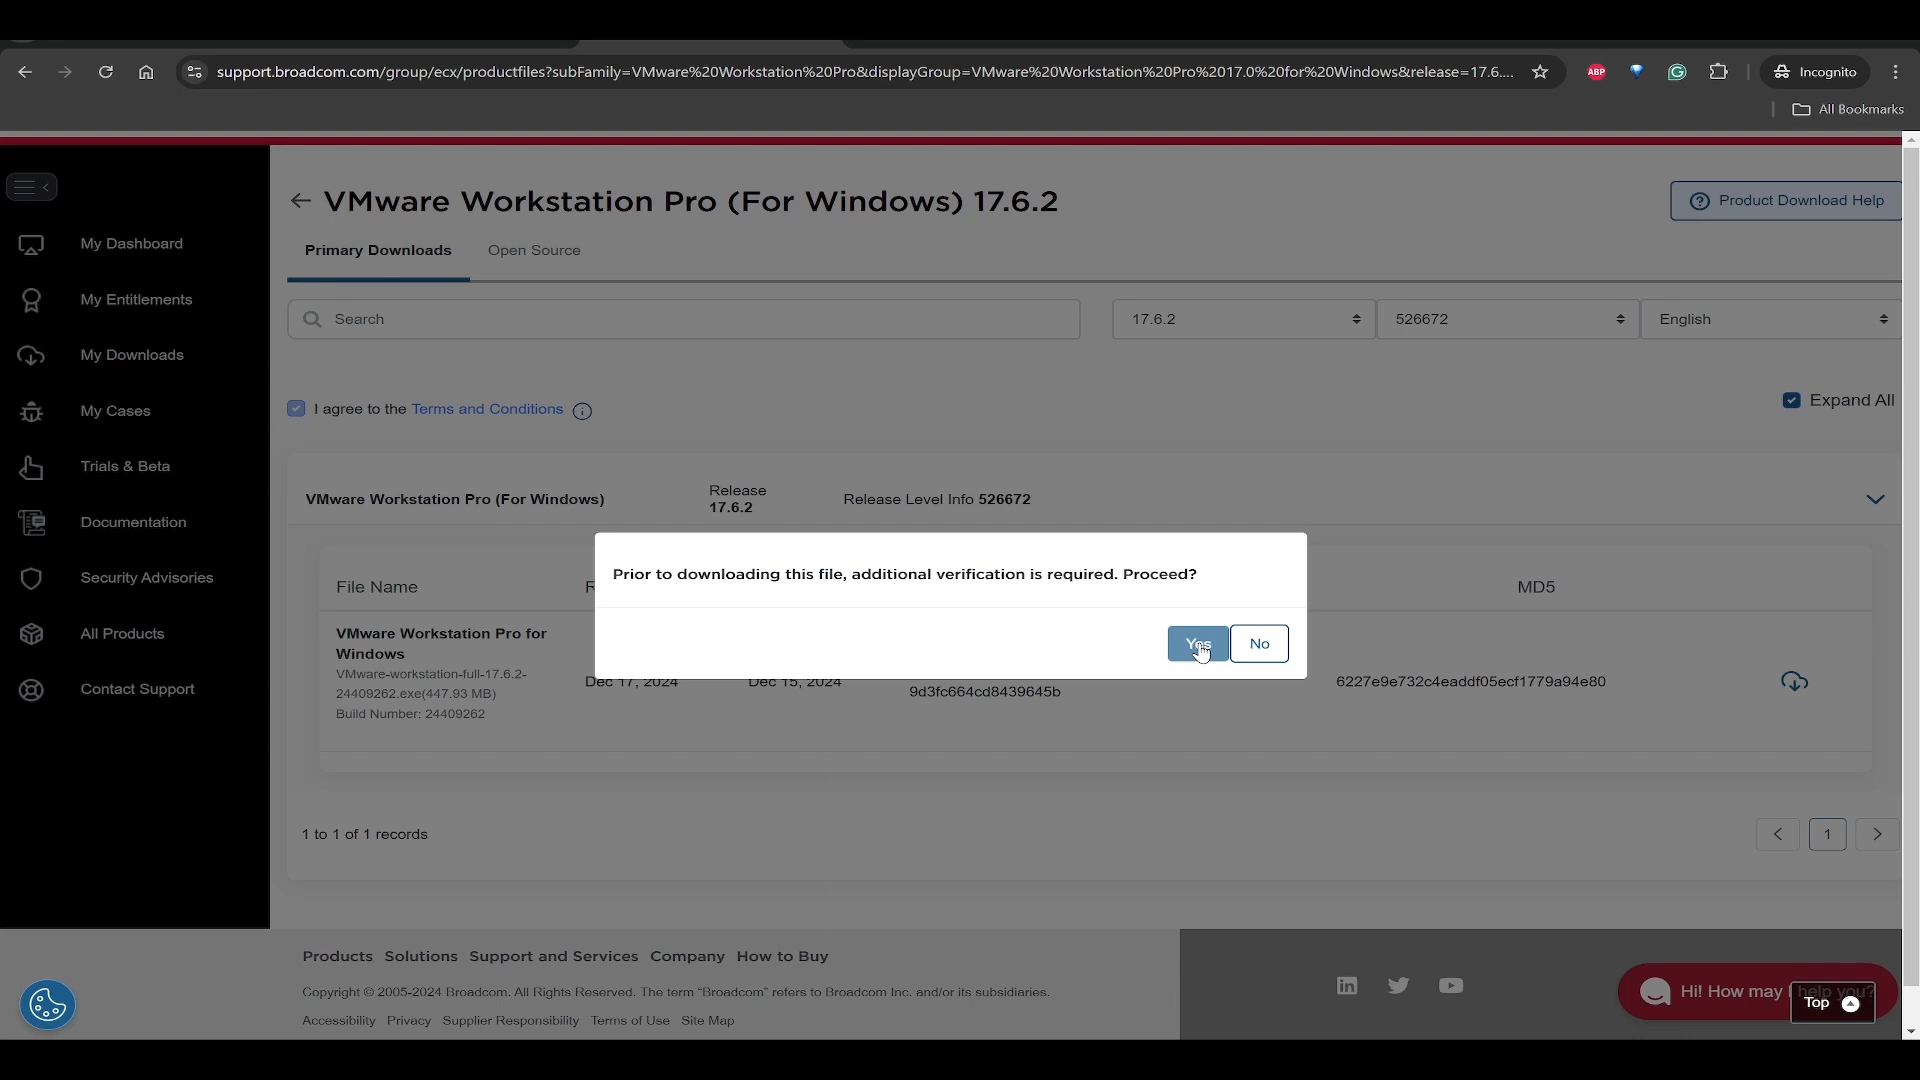 support.broadcom.com/group/ecx/productfiles?subFamily=VMware%20Workstation%20Pro&displayGroup=VMware%20Workstation%20Pro%2017.0%20for%20Windows&release=17.6....
ABP
Incognito
All Bookmarks
VMware Workstation Pro (For Windows) 17.6.2
Product Download Help
My Dashboard
My Entitlements
My Downloads
My Cases
Trials & Beta
Documentation
Security Advisories
All Products
Contact Support
Primary Downloads
Open Source
Search
17.6.2
526672
English
I agree to the Terms and Conditions
Expand All
VMware Workstation Pro (For Windows)
Release
17.6.2
Release Level Info 526672
Prior to downloading this file, additional verification is required. Proceed?
Yes
No
File Name
MD5
VMware Workstation Pro for
Windows
VMware-workstation-full-17.6.2-
24409262.exe(447.93 MB)
Build Number: 24409262
Dec 17, 2024
Dec 15, 2024
9d3fc664cd8439645b
6227e9e732c4eaddf05ecf1779a94e80
1 to 1 of 1 records
1
Products Solutions Support and Services Company How to Buy
Copyright © 2005-2024 Broadcom. All Rights Reserved. The term “Broadcom” refers to Broadcom Inc. and/or its subsidiaries.
Accessibility Privacy Supplier Responsibility Terms of Use Site Map
Hi! How may I help you?
Top